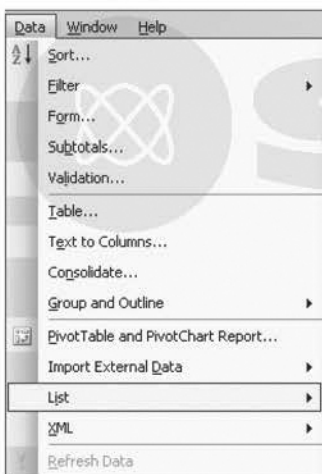 Data Window Help
Sort...
Filter
Form...
Subtotals...
Validation...
Table...
Text to Columns...
Consolidate...
Group and Outline
PivotTable and PivotChart Report...
Import External Data
List
XML
Refresh Data